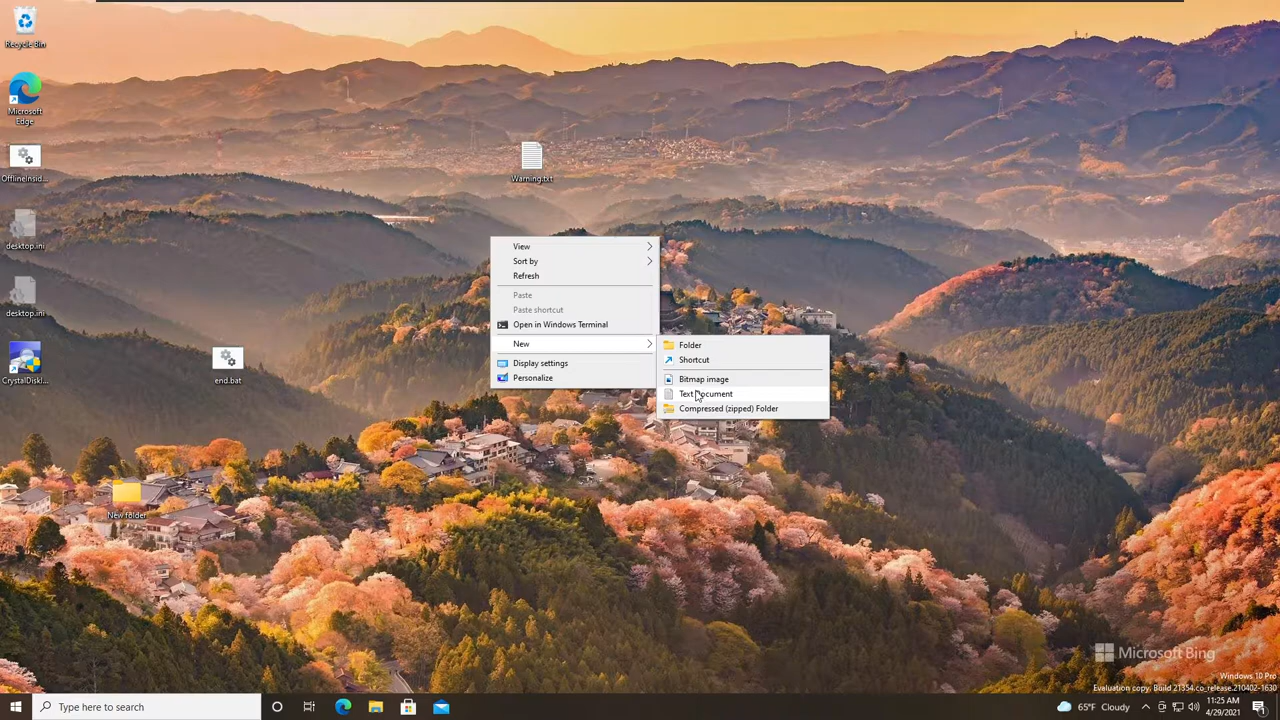 Recycle Bin
Microsoft
Edge
OfflineInsid...
desktop.ini
desktop.ini
CrystalDiskI...
Warning.txt
end.bat
New folder
View
Sort by
Refresh
Paste
Paste shortcut
Open in Windows Terminal
New
Display settings
Personalize
Folder
Shortcut
Bitmap image
Text Document
Compressed (zipped) Folder
Microsoft Bing
Windows 10 Pro
Evaluation copy. Build 21354.co_release.210402-1630
Type here to search
65°F Cloudy
11:25 AM
4/29/2021
1